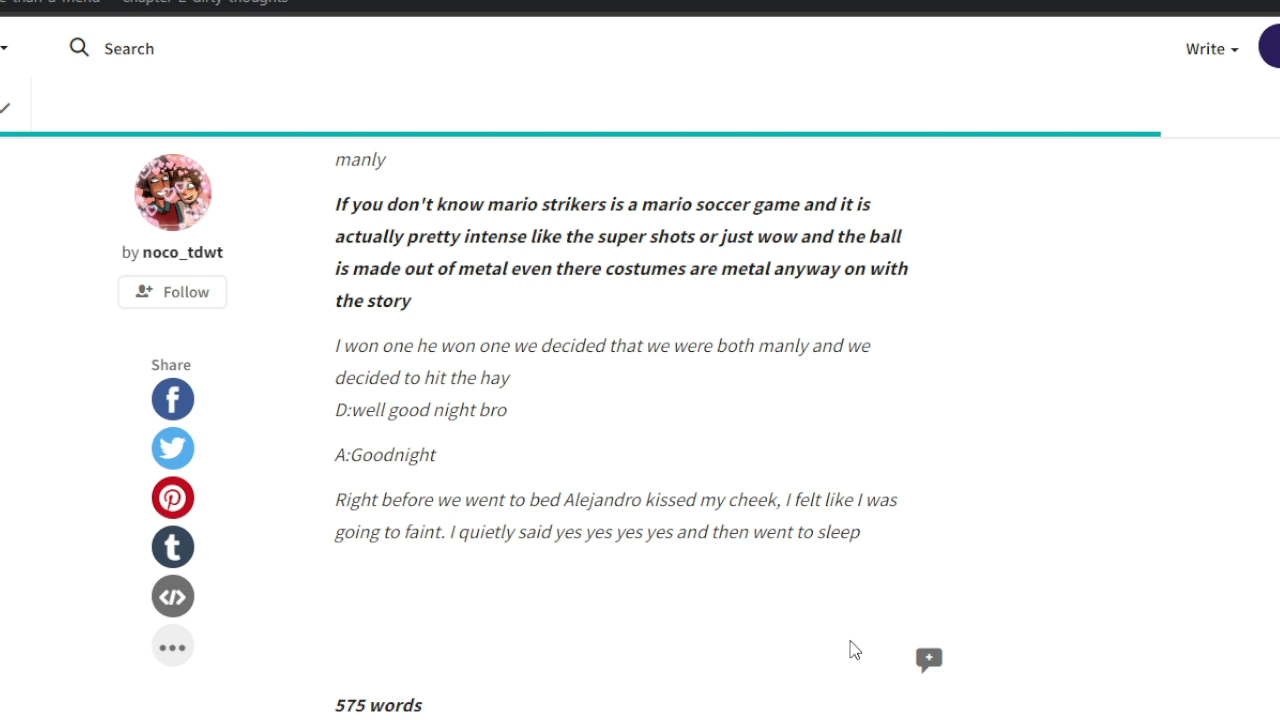 Search
Write
manly
If you don't know mario strikers is a mario soccer game and it is
actually pretty intense like the super shots or just wow and the ball
is made out of metal even there costumes are metal anyway on with
the story
by noco_tdwt
Follow
I won one he won one we decided that we were both manly and we
decided to hit the hay
D:well good night bro
Share
A:Goodnight
Right before we went to bed Alejandro kissed my cheek, I felt like I was
going to faint. I quietly said yes yes yes yes and then went to sleep
575 words